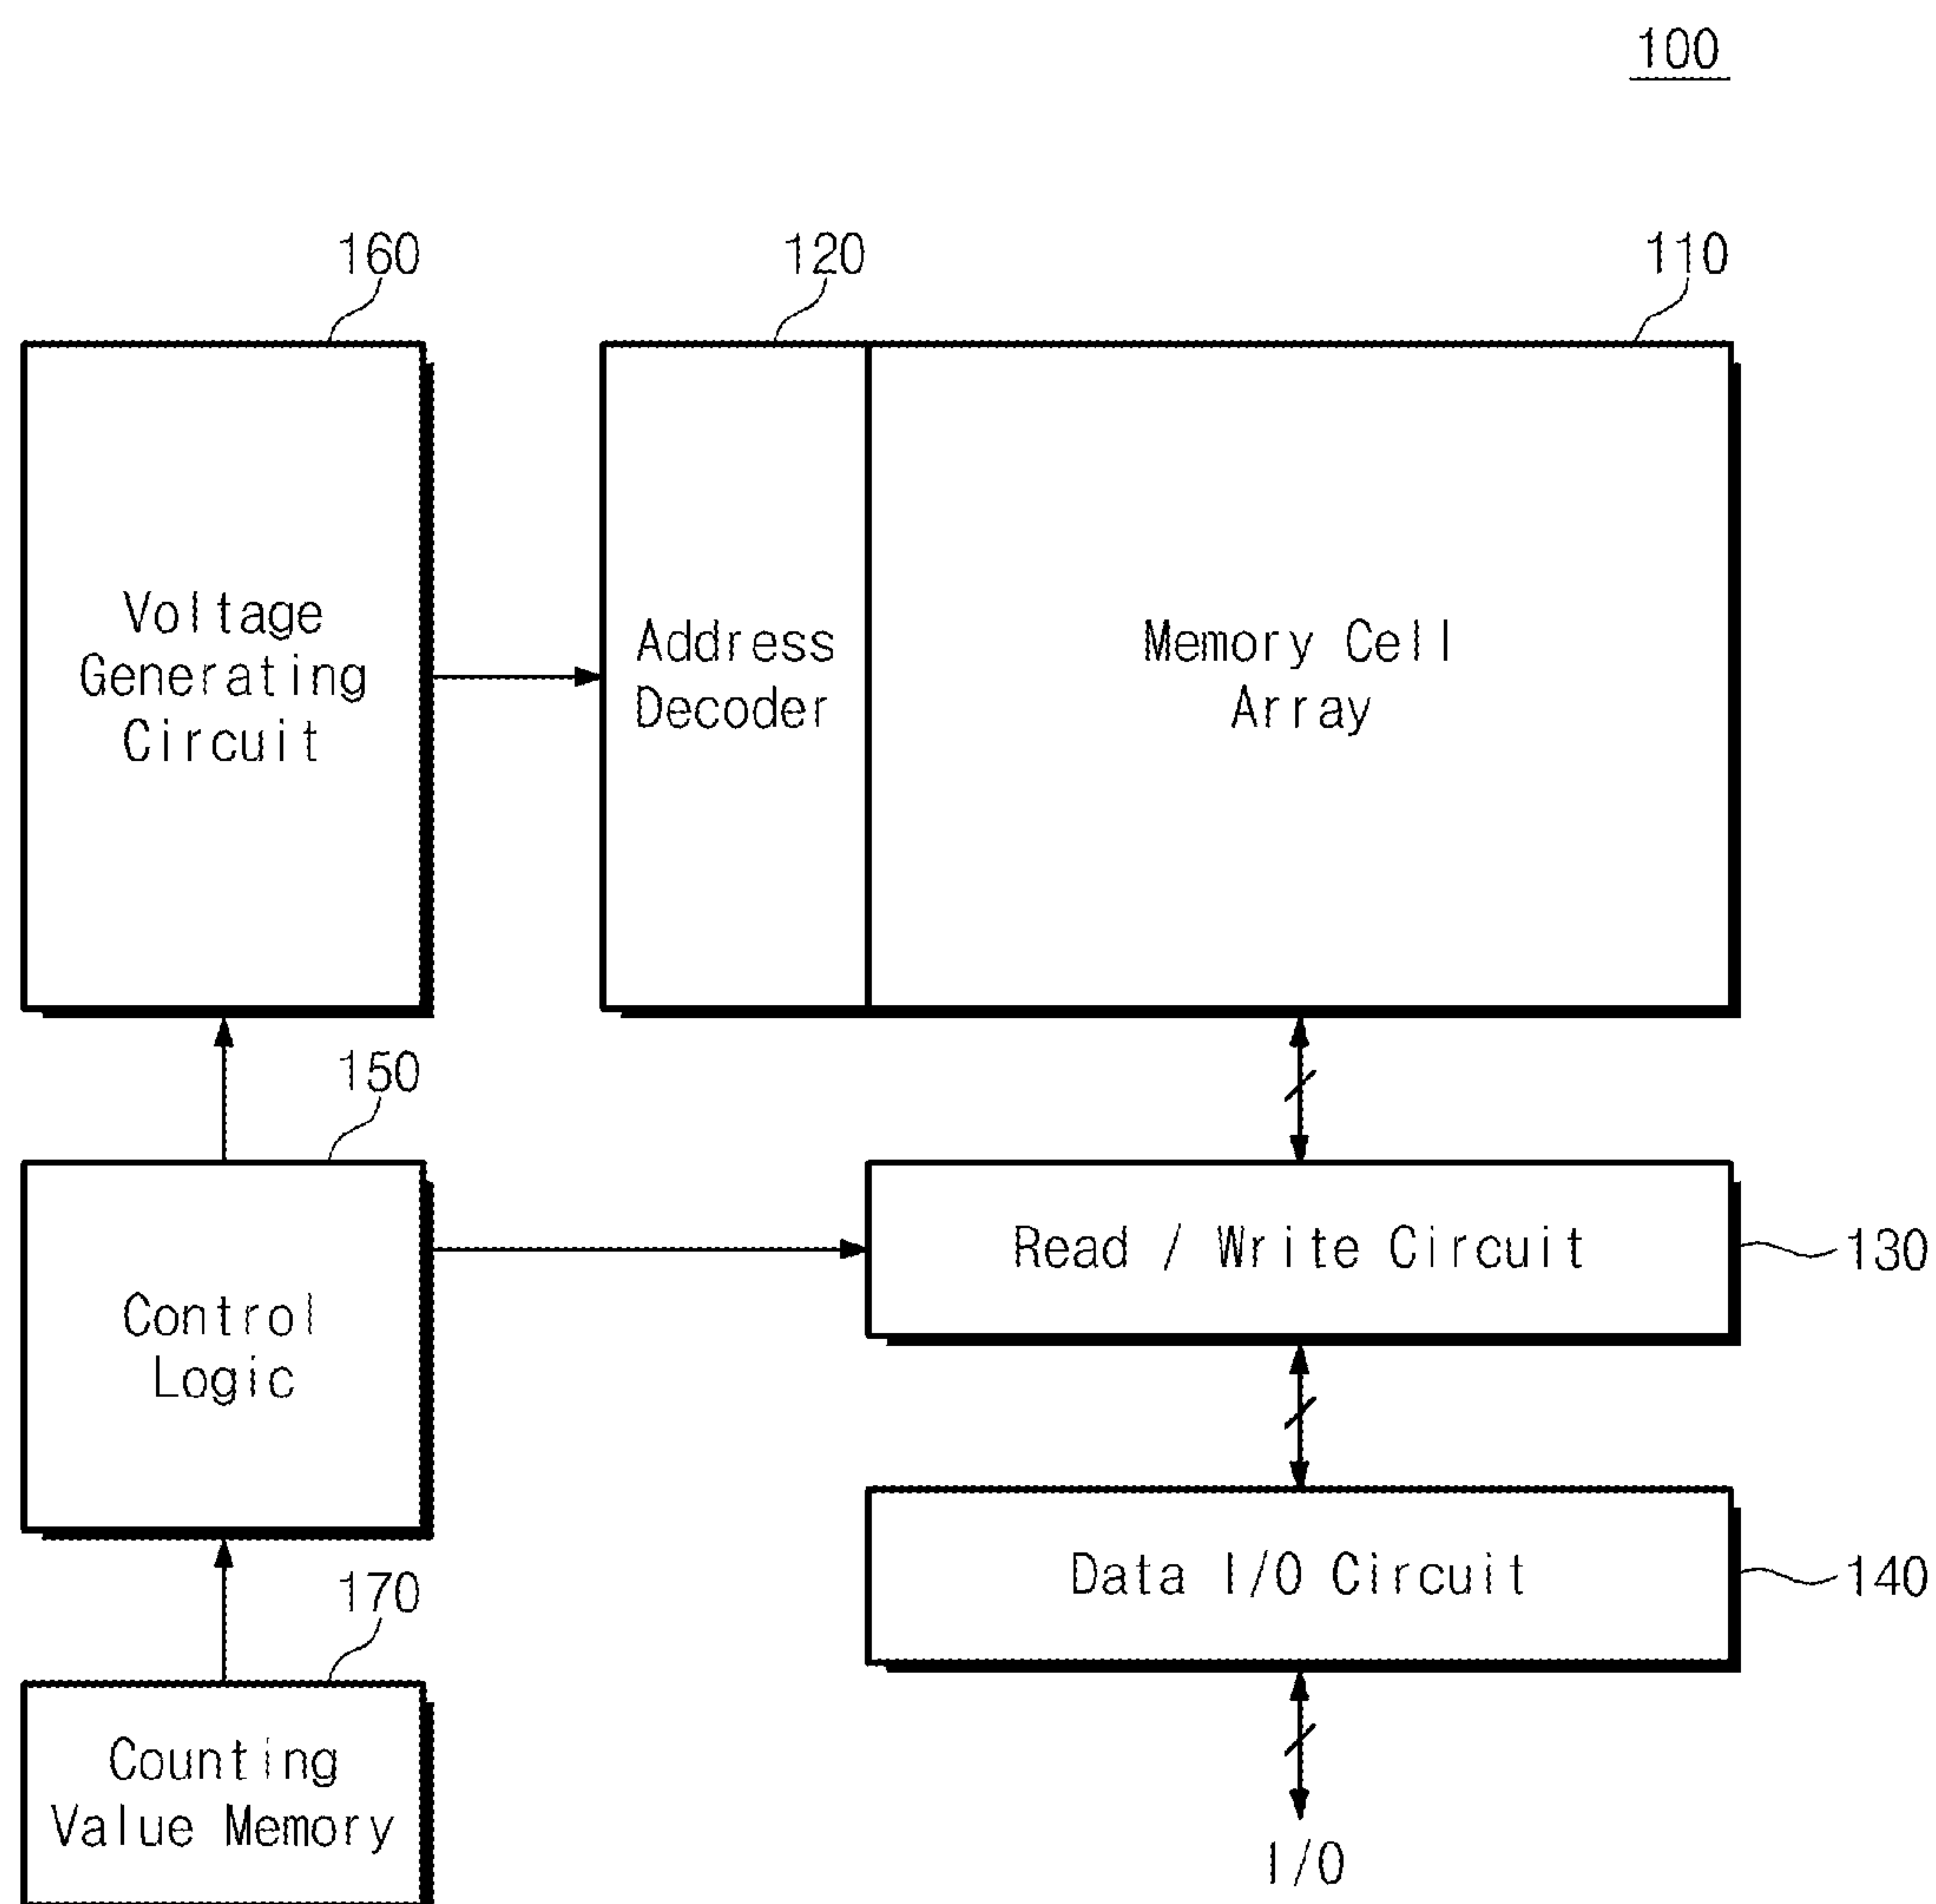 100
160
120
110
Voltage
Generating
Circuit
Address
Decoder
Memory Cell
Array
150
Control
Logic
Read / Write Circuit
130
170
Data I/O Circuit
140
Counting
Value Memory
I/O